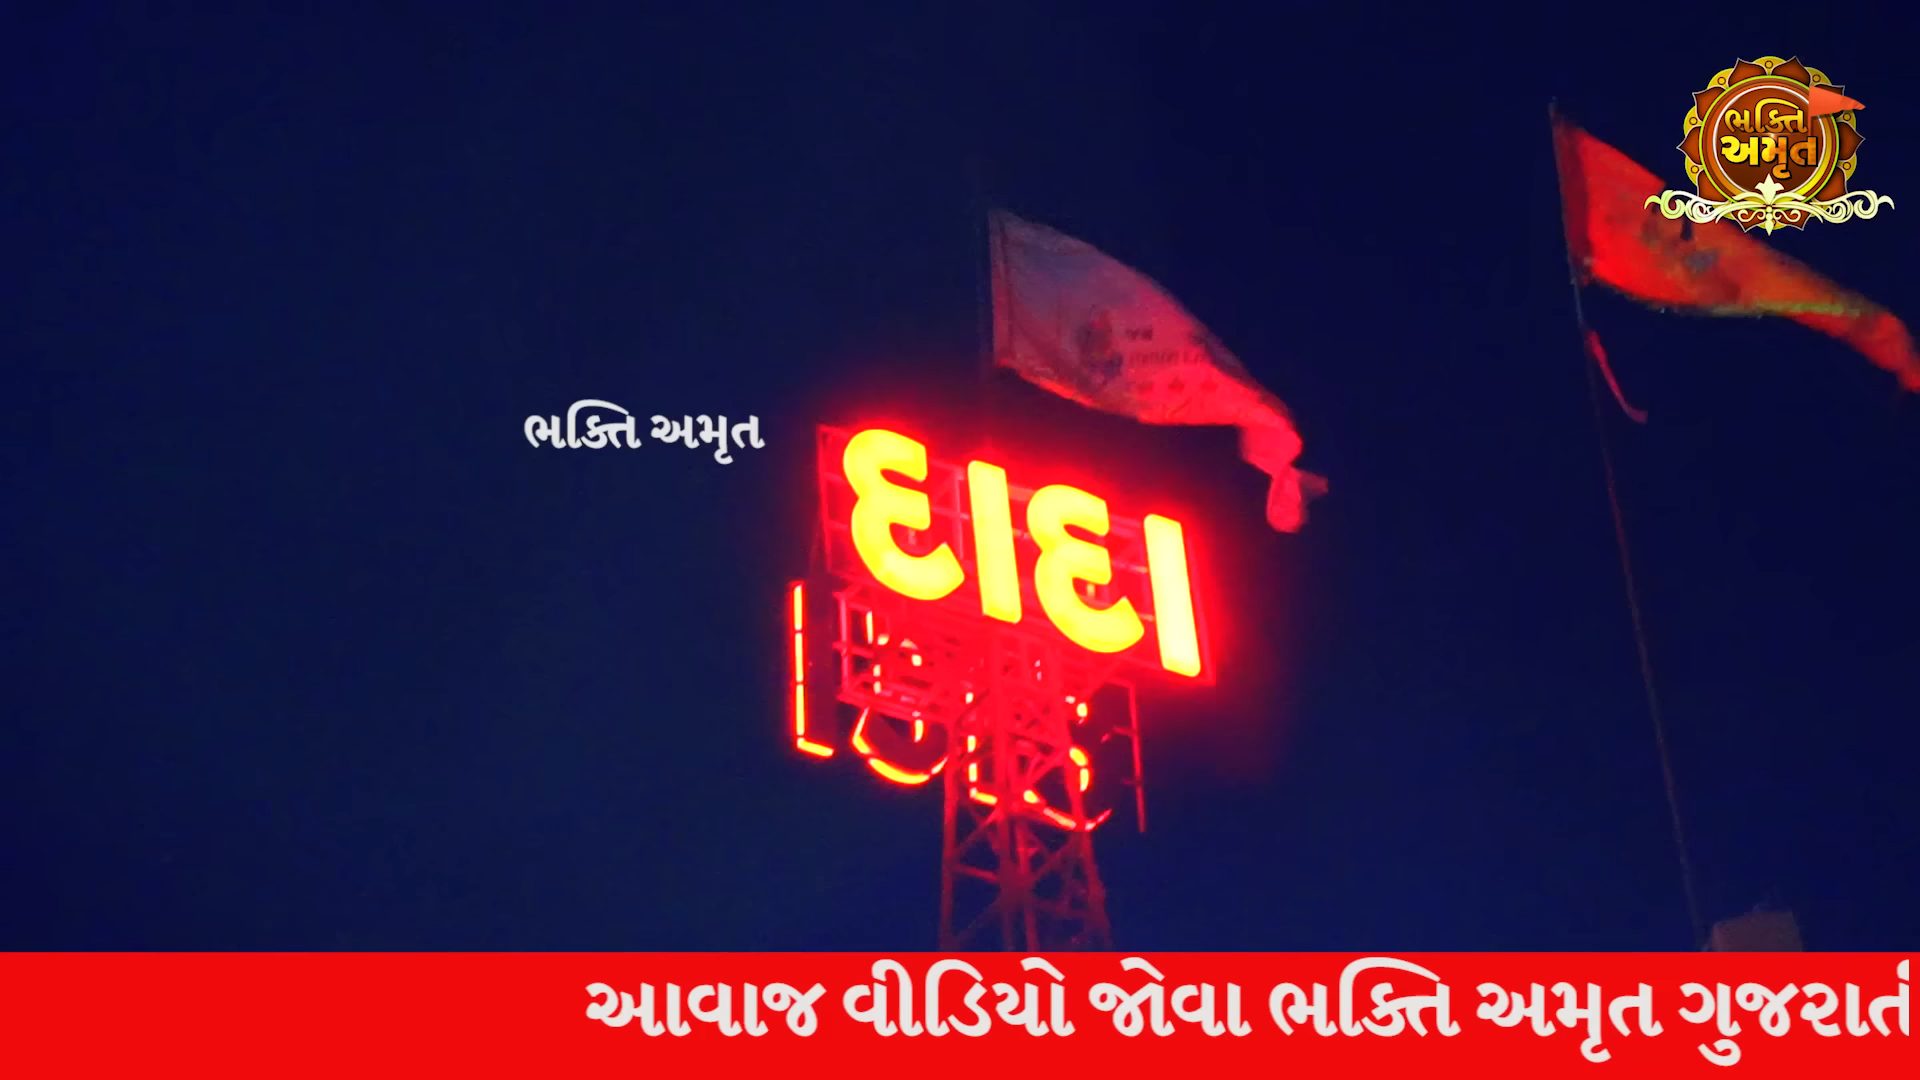 ભક્તિ
અમૃત
ભક્તિ અમૃત
દાદા
આવાજ વીડિયો જોવા ભક્તિ અમૃત ગુજરાતી